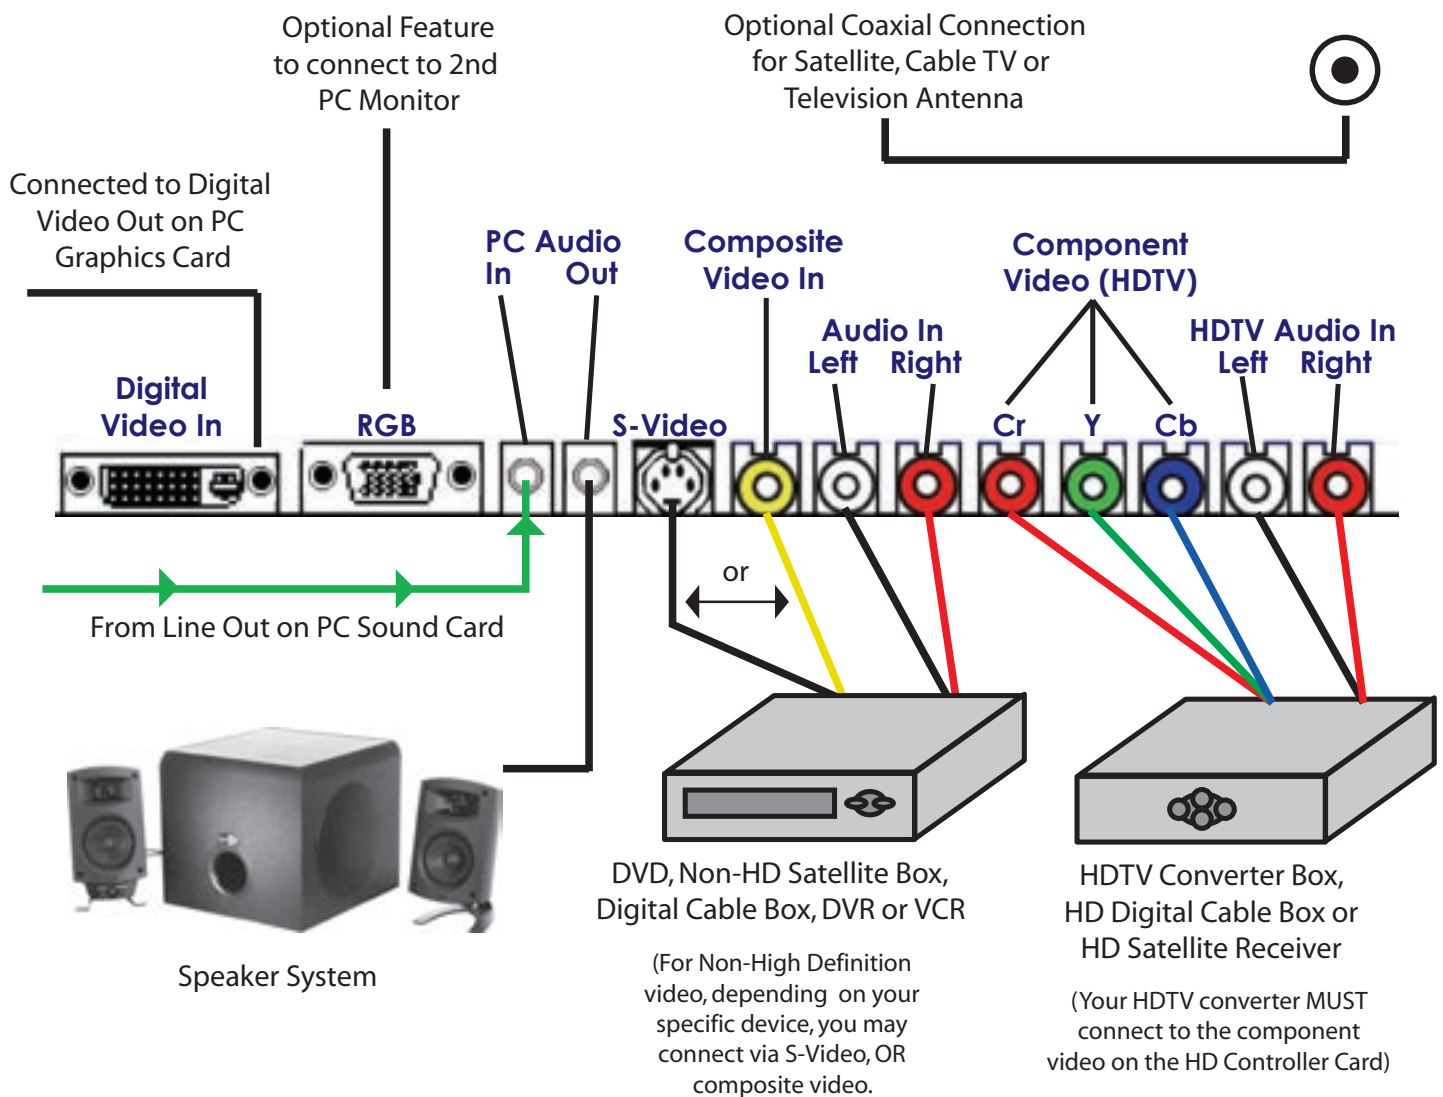 Optional Feature
to connect to 2nd
PC Monitor
Optional Coaxial Connection
for Satellite, Cable TV or
Television Antenna
Connected to Digital
Video Out on PC
Graphics Card
PC Audio
In Out
Composite
Video In
Component
Video (HDTV)
Audio In
Left Right
HDTV Audio In
Left Right
Digital
Video In
RGB
S-Video
Cr Y Cb
or
From Line Out on PC Sound Card
Speaker System
DVD, Non-HD Satellite Box,
Digital Cable Box, DVR or VCR
(For Non-High Definition
video, depending on your
specific device, you may
connect via S-Video, OR
composite video.
HDTV Converter Box,
HD Digital Cable Box or
HD Satellite Receiver
(Your HDTV converter MUST
connect to the component
video on the HD Controller Card)